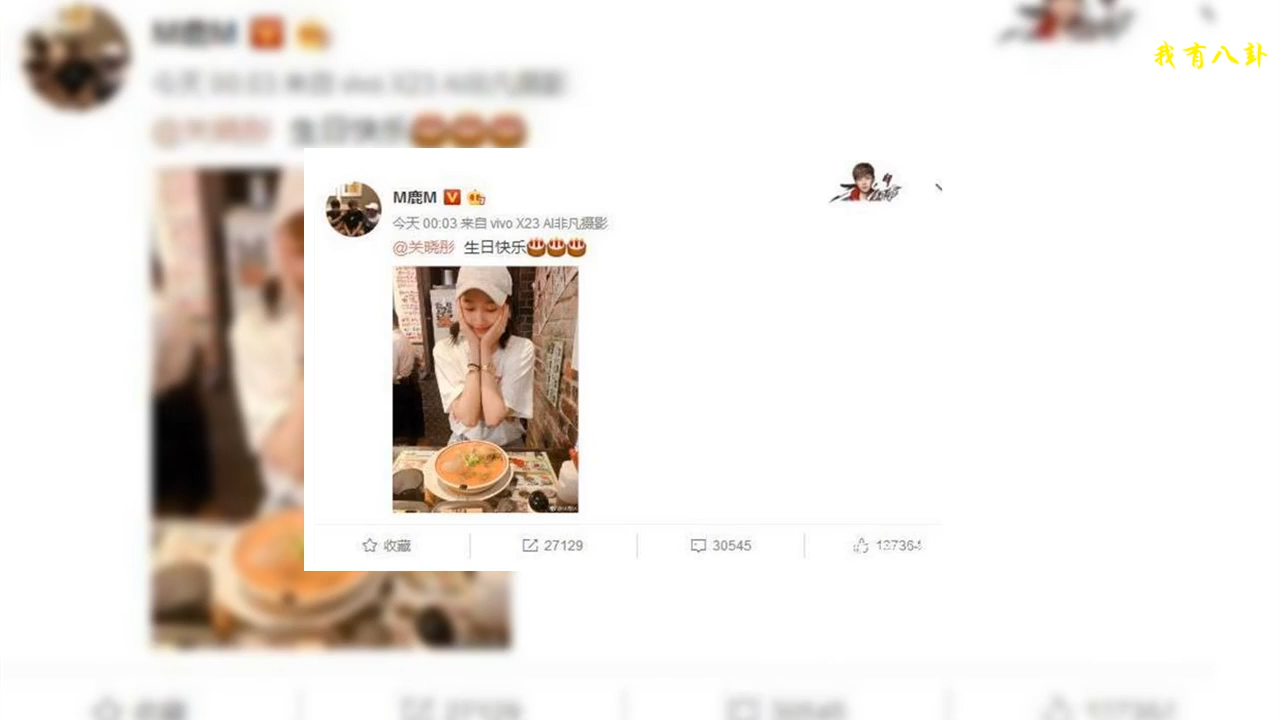 我有八卦
M鹿M
今天 00:03 来自 vivo X23 AI非凡摄影
@关晓彤 生日快乐🎂🎂🎂
收藏 27129 30545